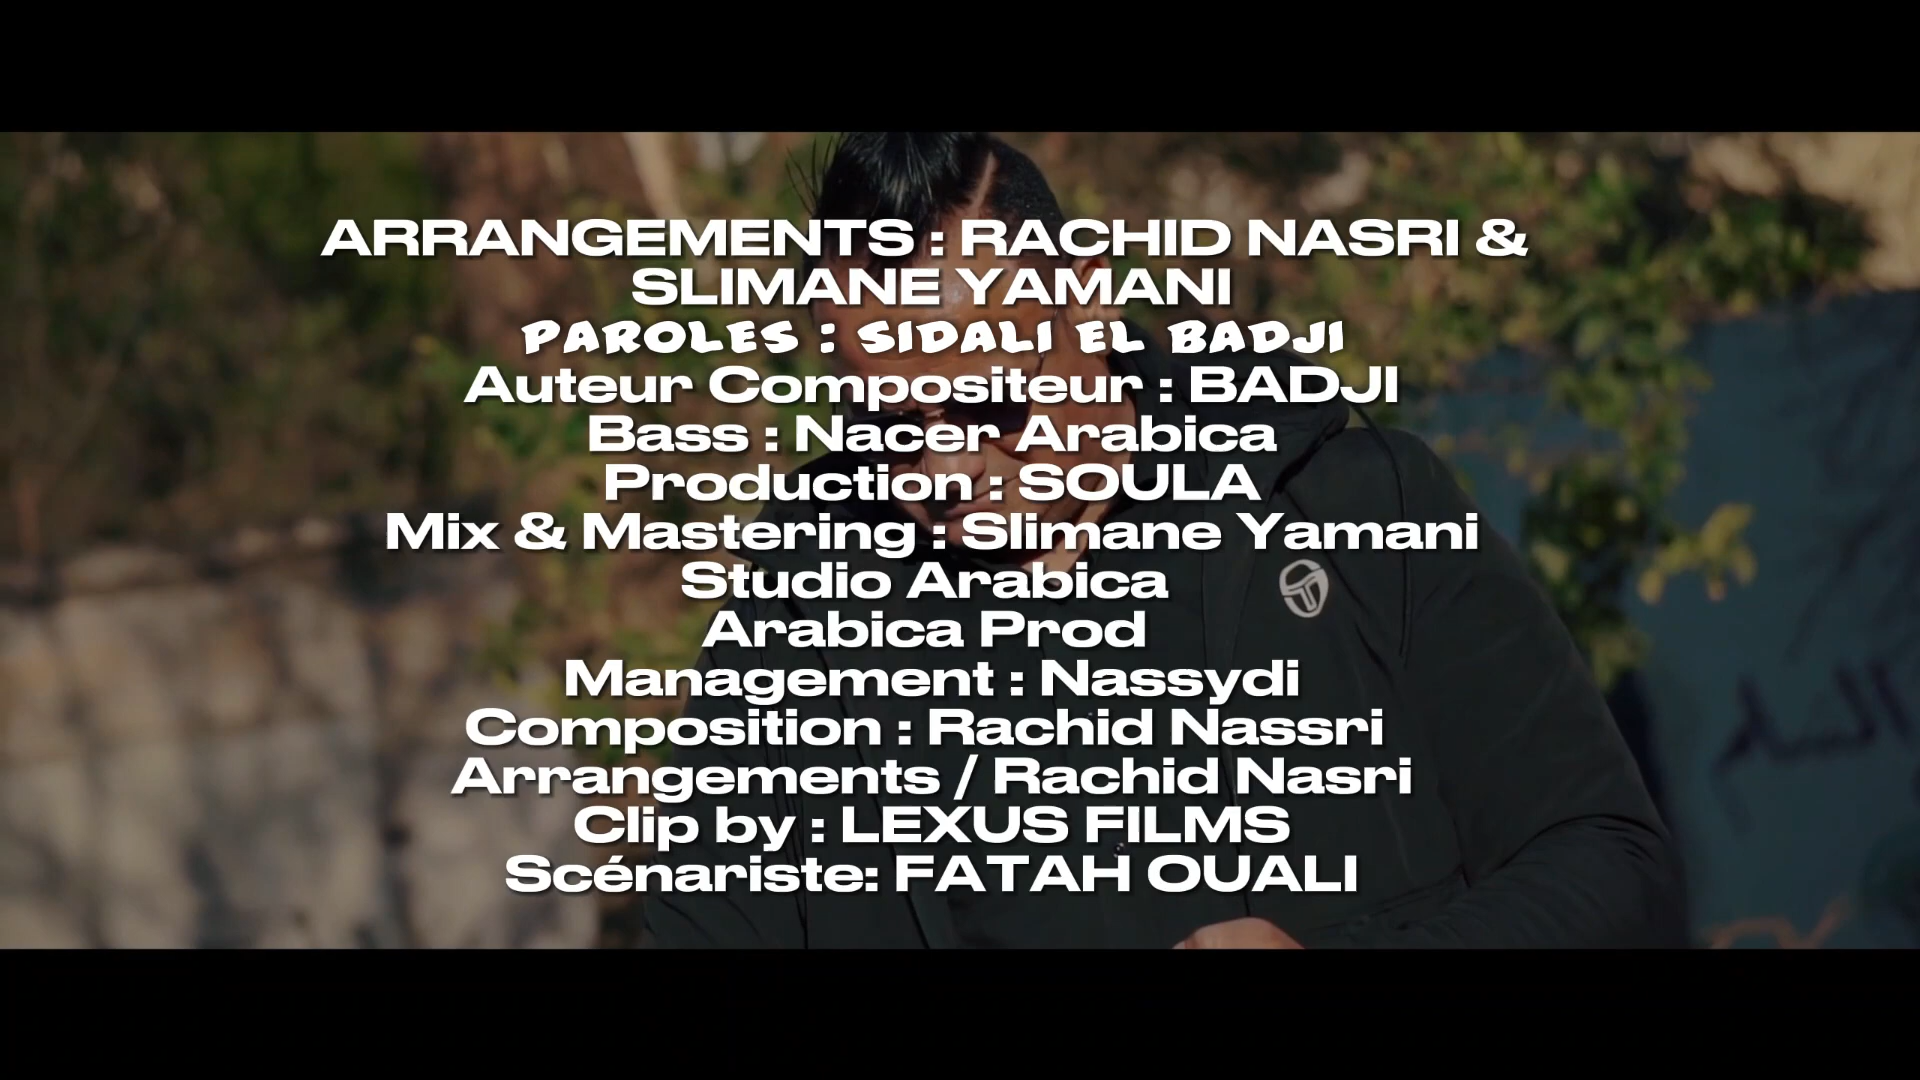 ARRANGEMENTS : RACHID NASRI &
SLIMANE YAMANI
PAROLES : SIDALI EL BADJI
Auteur Compositeur : BADJI
Bass : Nacer Arabica
Production : SOULA
Mix & Mastering : Slimane Yamani
Studio Arabica
Arabica Prod
Management : Nassydi
Composition : Rachid Nassri
Arrangements / Rachid Nasri
Clip by : LEXUS FILMS
Scénariste: FATAH OUALI